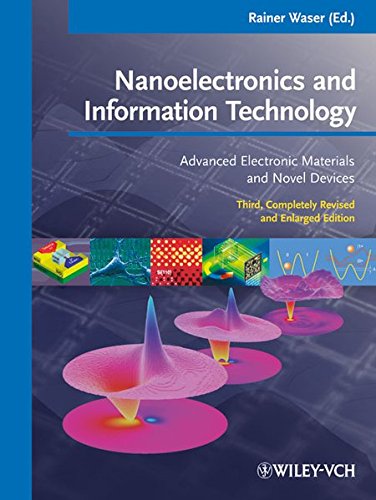 Rainer Waser (Ed.)
Nanoelectronics and
Information Technology
Advanced Electronic Materials
and Novel Devices
Third, Completely Revised
and Enlarged Edition
WILEY-VCH